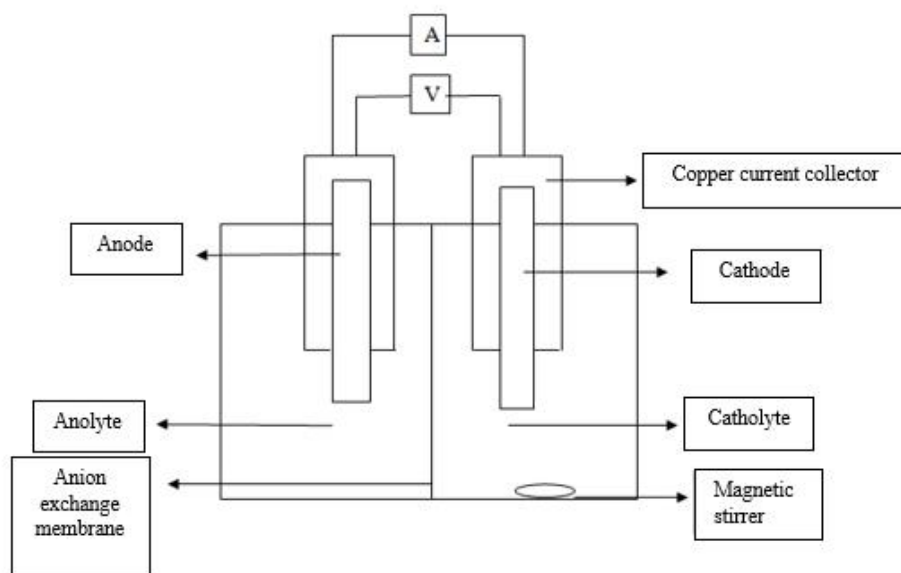 A
V
Copper current collector
Anode
Cathode
Anolyte
Catholyte
Anion
exchange
membrane
Magnetic
stirrer